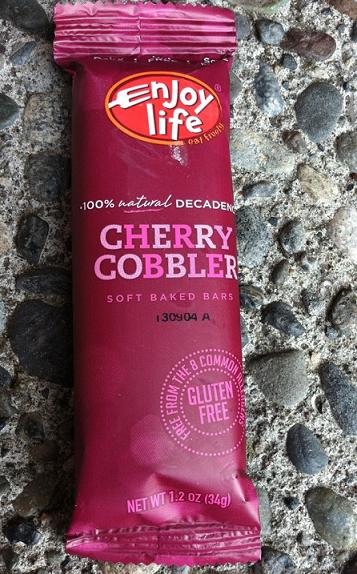 enjoy
life
eat freely
100% natural DECADENC
CHERRY
COBBLER
SOFT BAKED BARS
130904 A
FREE FROM THE 8 COMMON
GLUTEN
FREE
NET WT 1.2 OZ (34g)